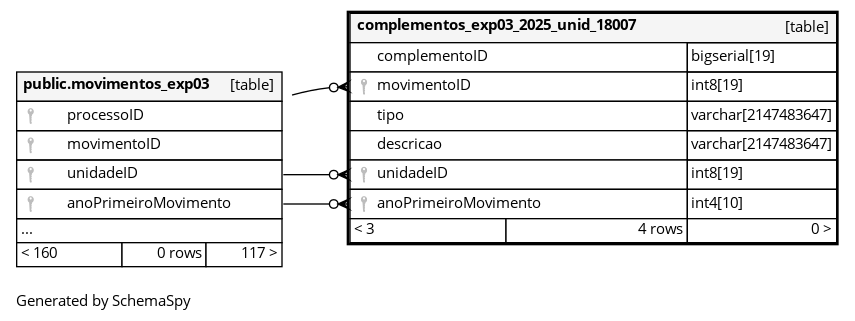 complementos_exp03_2025_unid_18007 [table]
complementoID bigserial[19]
movimentoID int8[19]
tipo varchar[2147483647]
descricao varchar[2147483647]
unidadeID int8[19]
anoPrimeiroMovimento int4[10]
< 3 4 rows 0 >
public.movimentos_exp03 [table]
processoID
movimentoID
unidadeID
anoPrimeiroMovimento
...
< 160 0 rows 117 >
Generated by SchemaSpy